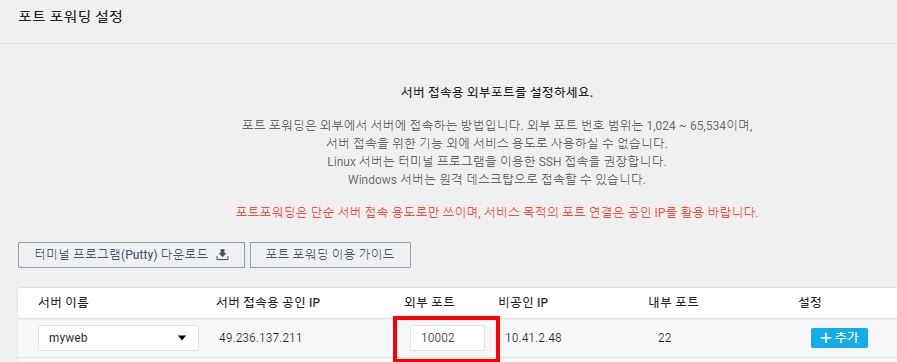 포트 포워딩 설정
서버 접속용 외부포트를 설정하세요.
포트 포워딩은 외부에서 서버에 접속하는 방법입니다. 외부 포트 번호 범위는 1,024 ~ 65,534이며,
서버 접속을 위한 기능 외에 서비스 용도로 사용하실 수 없습니다.
Linux 서버는 터미널 프로그램을 이용한 SSH 접속을 권장합니다.
Windows 서버는 원격 데스크탑으로 접속할 수 있습니다.
포트포워딩은 단순 서버 접속 용도로만 쓰이며, 서비스 목적의 포트 연결은 공인 IP를 활용 바랍니다.
터미널 프로그램(Putty) 다운로드 포트 포워딩 이용 가이드
서버 이름 서버 접속용 공인 IP 외부 포트 비공인 IP 내부 포트 설정
myweb 49.236.137.211 10002 10.41.2.48 22 + 추가